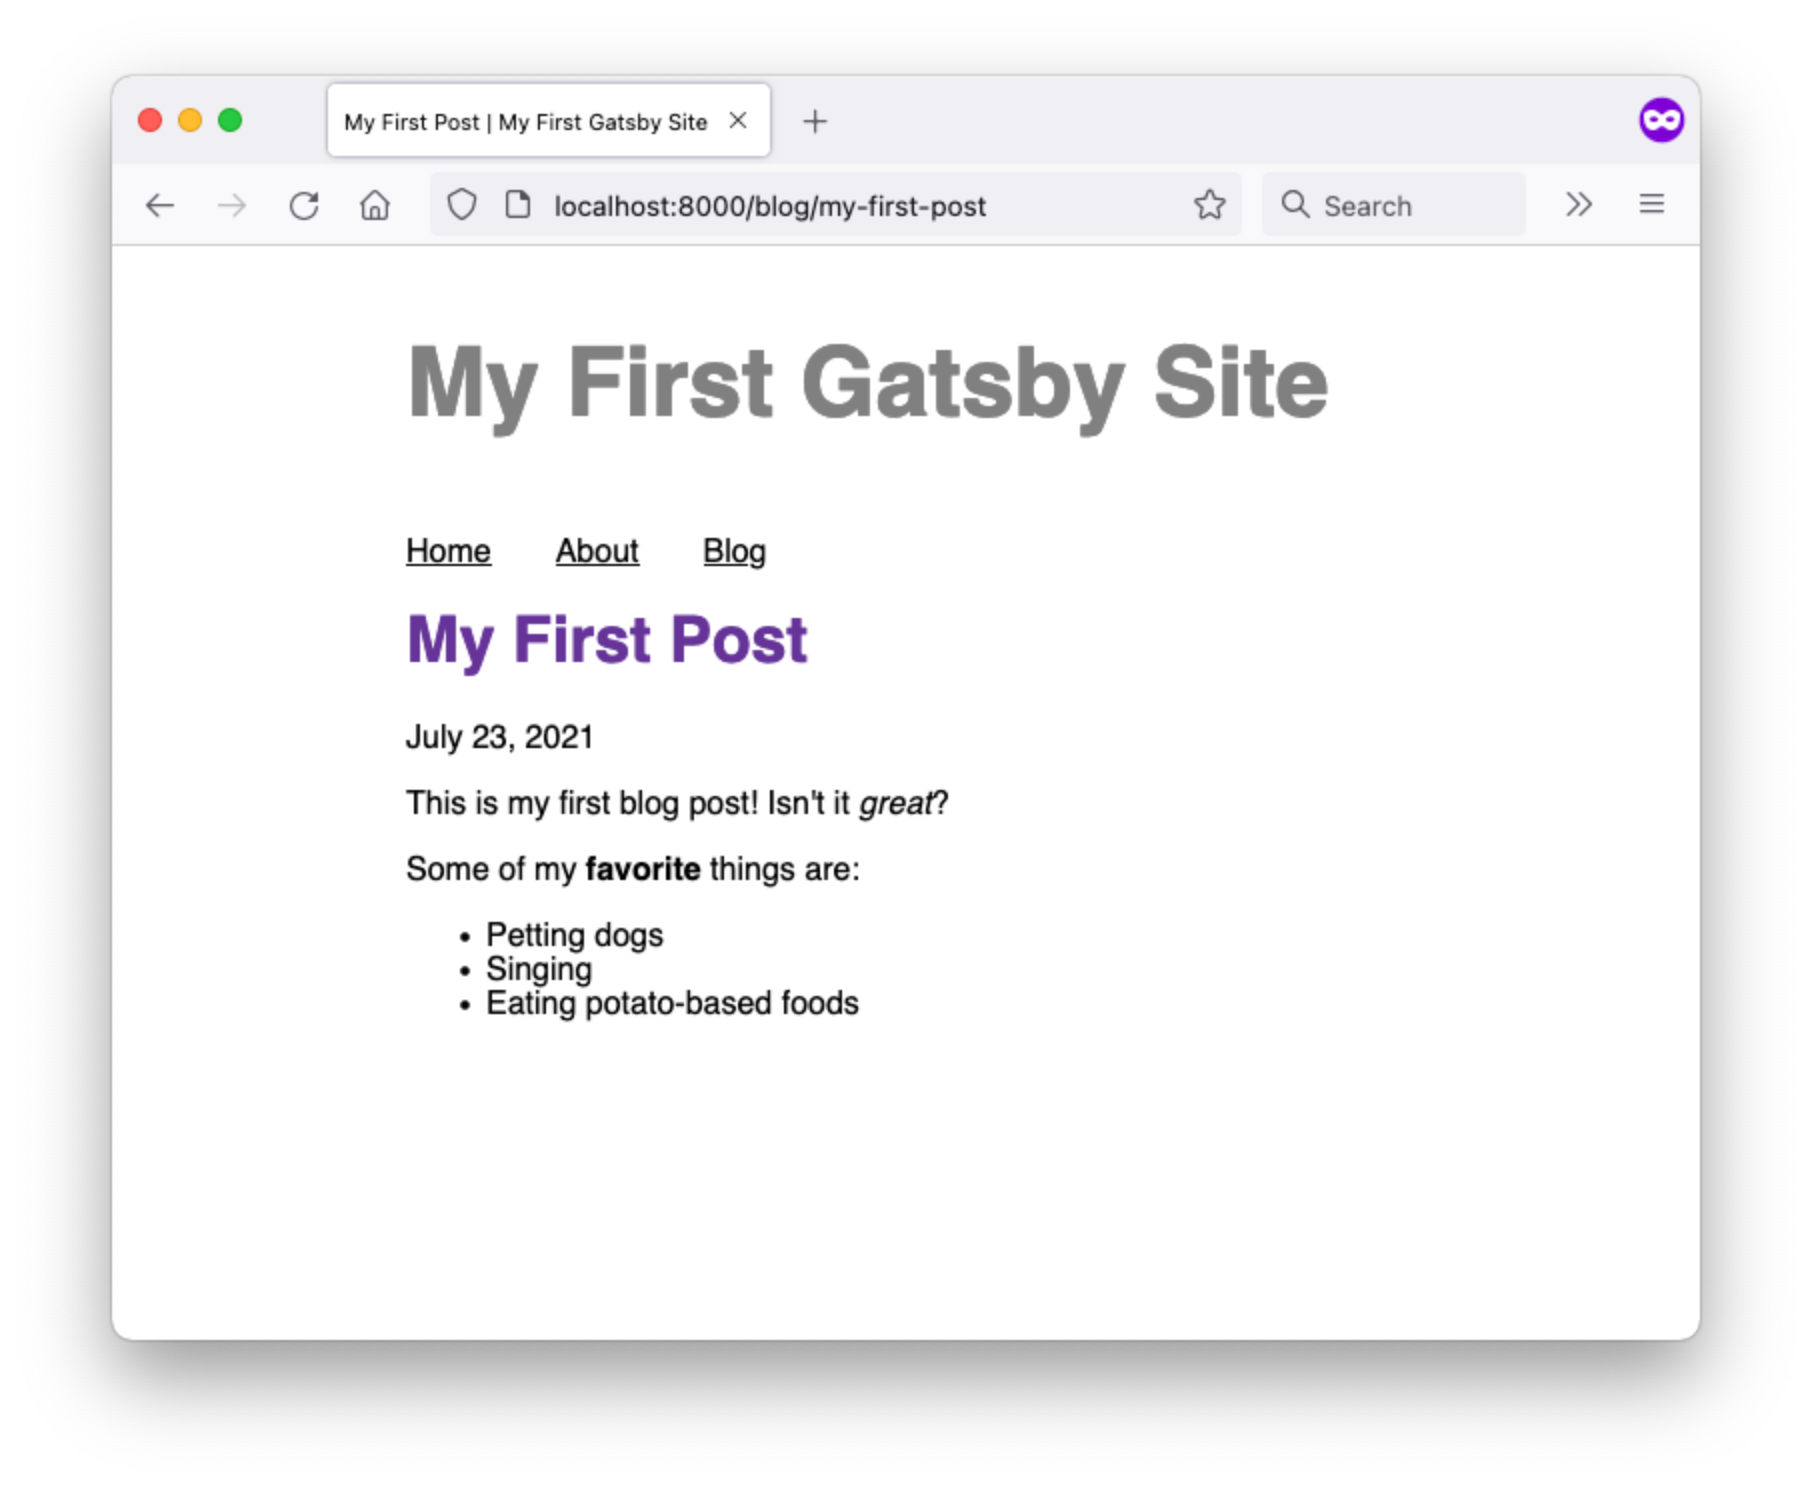 My First Post | My First Gatsby Site
localhost:8000/blog/my-first-post
Search
My First Gatsby Site
Home About Blog
My First Post
July 23, 2021
This is my first blog post! Isn't it great?
Some of my favorite things are:
• Petting dogs
• Singing
• Eating potato-based foods